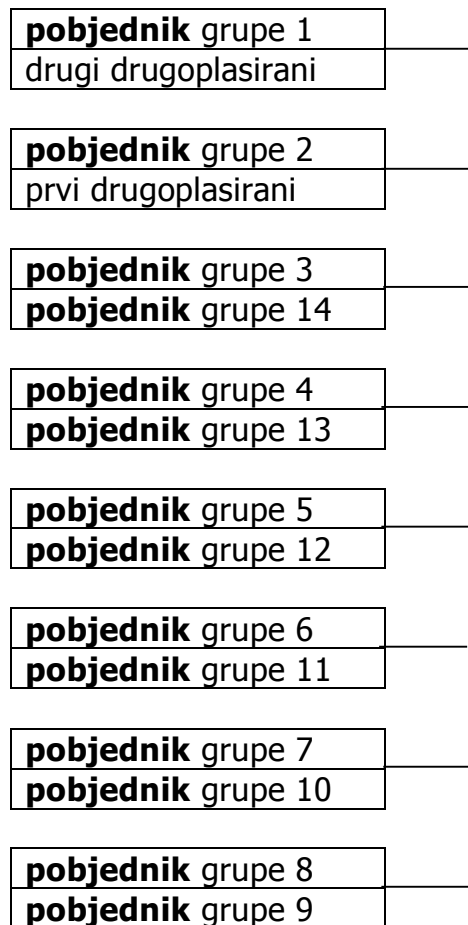 pobjednik grupe 1
drugi drugoplasirani
pobjednik grupe 2
prvi drugoplasirani
pobjednik grupe 3
pobjednik grupe 14
pobjednik grupe 4
pobjednik grupe 13
pobjednik grupe 5
pobjednik grupe 12
pobjednik grupe 6
pobjednik grupe 11
pobjednik grupe 7
pobjednik grupe 10
pobjednik grupe 8
pobjednik grupe 9